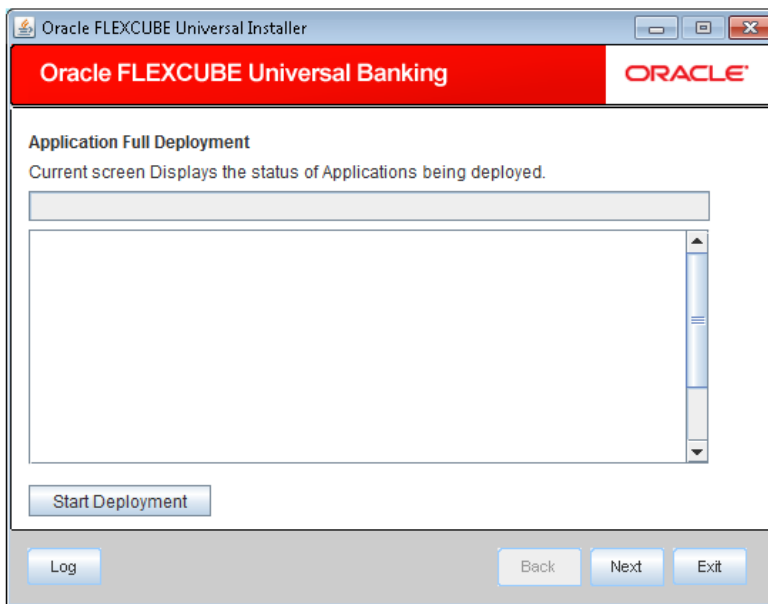 Oracle FLEXCUBE Universal Installer
Oracle FLEXCUBE Universal Banking
ORACLE
Application Full Deployment
Current screen Displays the status of Applications being deployed.
Start Deployment
Log
Back
Next
Exit